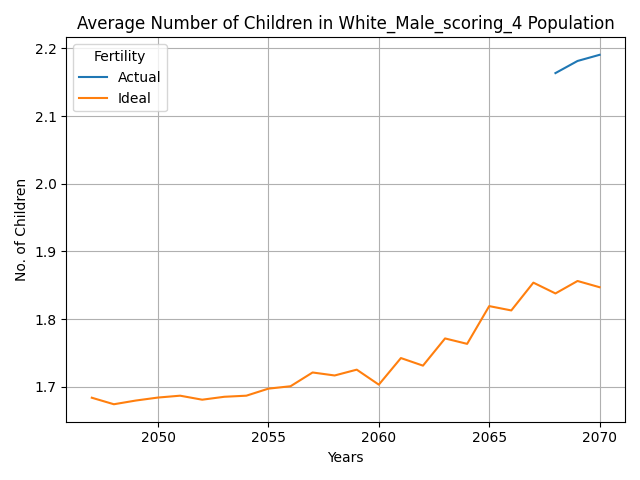 Average Number of Children in White_Male_scoring_4 Population
Fertility
Actual
Ideal
2.2
2.1
2.0
1.9
1.8
1.7
No. of Children
2050 2055 2060 2065 2070
Years